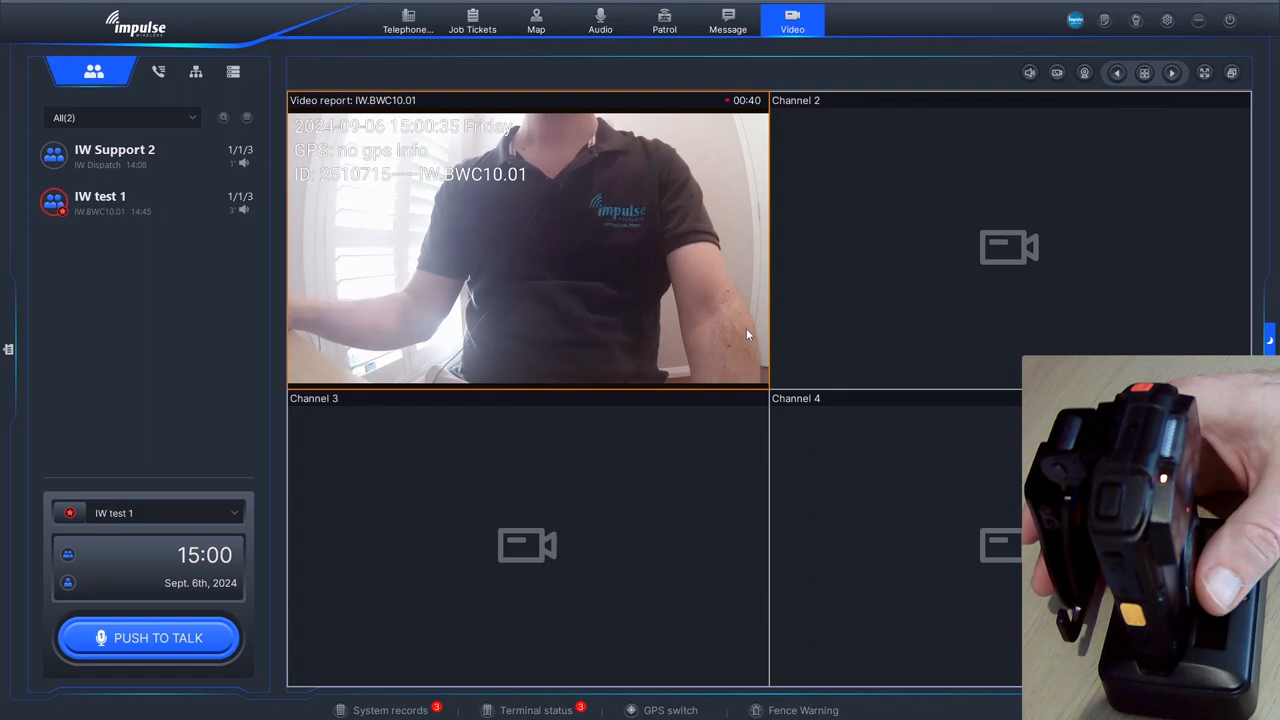 impulse
WIRELESS
Telephone...
Job Tickets
Map
Audio
Patrol
Message
Video
All(2)
IW Support 2
1/1/3
IW Dispatch 14:08
1'
IW test 1
1/1/3
IW.BWC10.01 14:45
3'
Video report: IW.BWC10.01
00:40
2024-09-06 15:00:35 Friday
GPS: no gps info
ID: 2510715——IW.BWC10.01
impulse
Channel 2
Channel 3
Channel 4
IW test 1
15:00
Sept. 6th, 2024
PUSH TO TALK
System records 3
Terminal status 3
GPS switch
Fence Warning